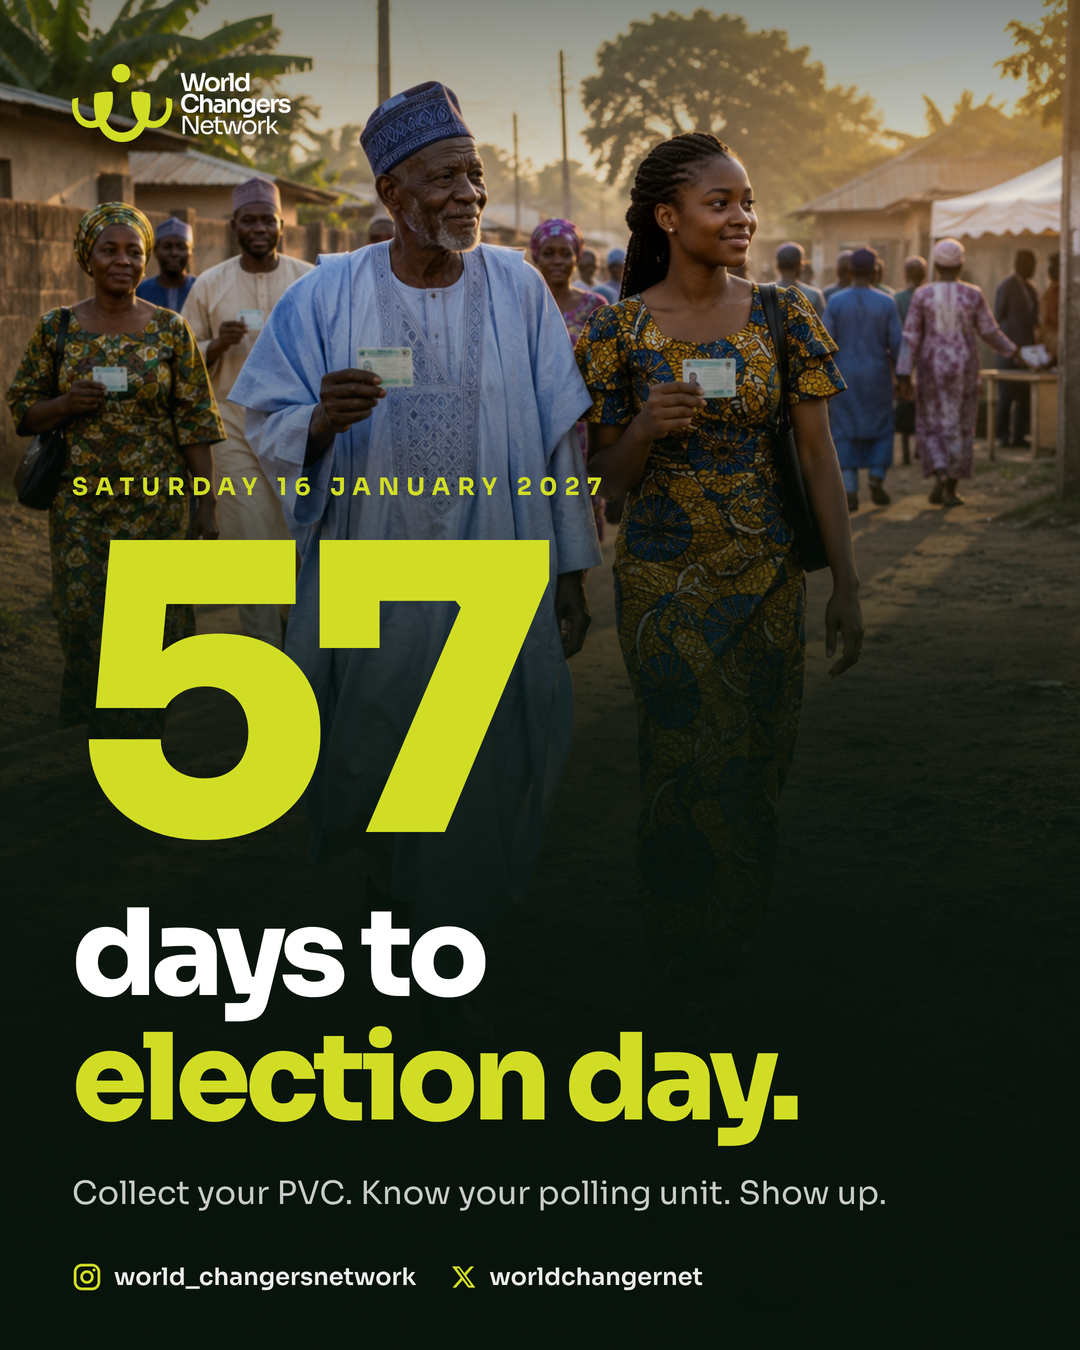 World
Changers
Network
SATURDAY 16 JANUARY 2027
57
days to
election day.
Collect your PVC. Know your polling unit. Show up.
world_changersnetwork worldchangernet